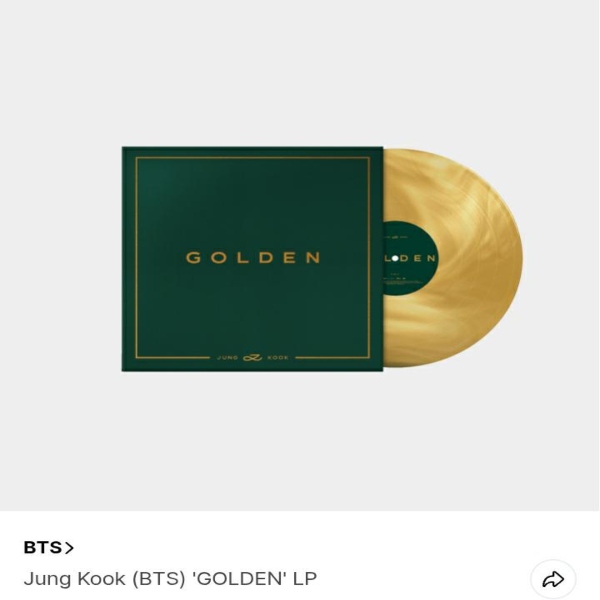 GOLDEN
JUNG KOOK
LDEN
BTS>
Jung Kook (BTS) 'GOLDEN' LP